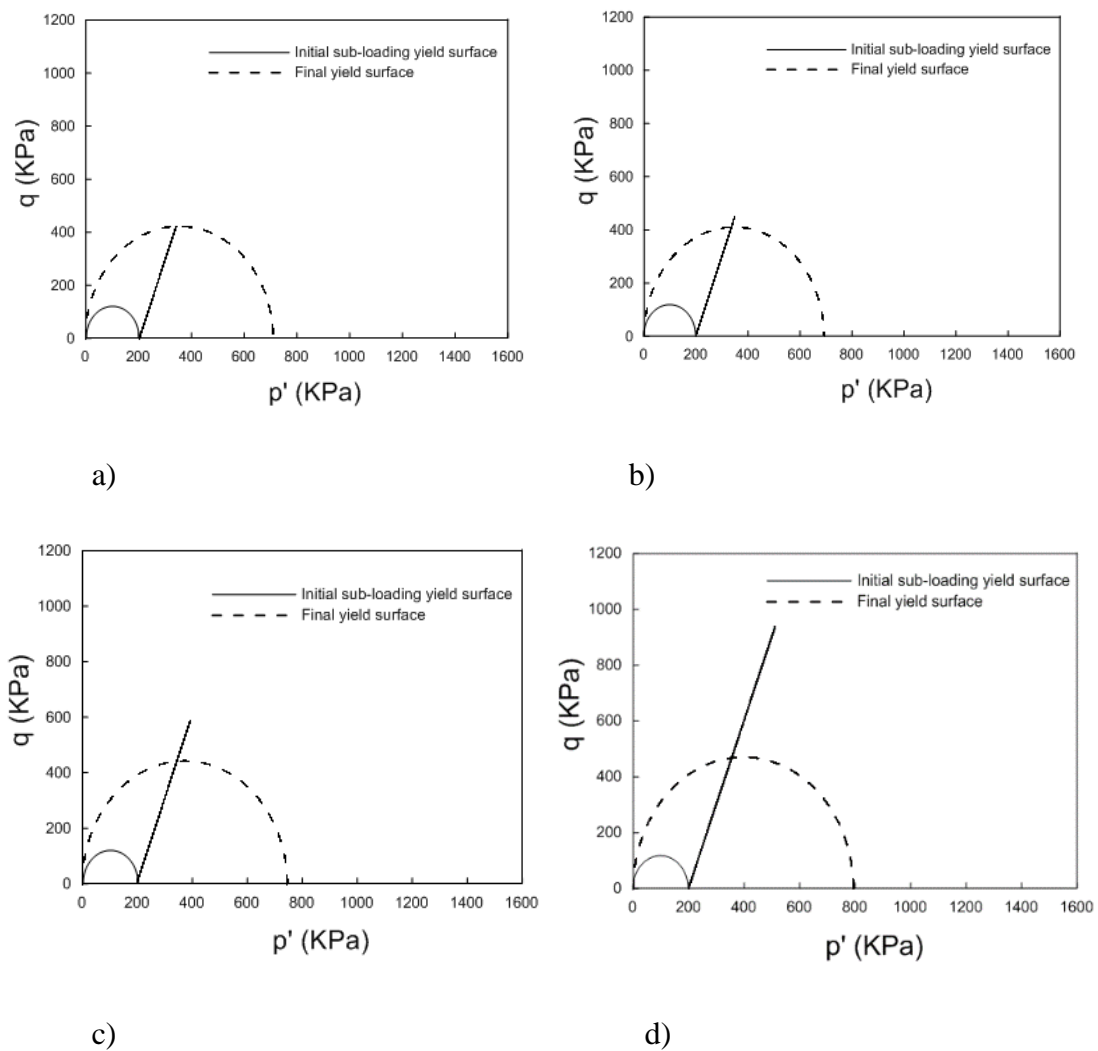 1200
1000
800
600
400
200
0
q (KPa)
Initial sub-loading yield surface
Final yield surface
0 200 400 600 800 1000 1200 1400 1600
p' (KPa)
a)
1200
1000
800
600
400
200
0
q (KPa)
Initial sub-loading yield surface
Final yield surface
0 200 400 600 800 1000 1200 1400 1600
p' (KPa)
b)
1200
1000
800
600
400
200
0
q (KPa)
Initial sub-loading yield surface
Final yield surface
0 200 400 600 800 1000 1200 1400 1600
p' (KPa)
c)
1200
1000
800
600
400
200
0
q (KPa)
Initial sub-loading yield surface
Final yield surface
0 200 400 600 800 1000 1200 1400 1600
p' (KPa)
d)